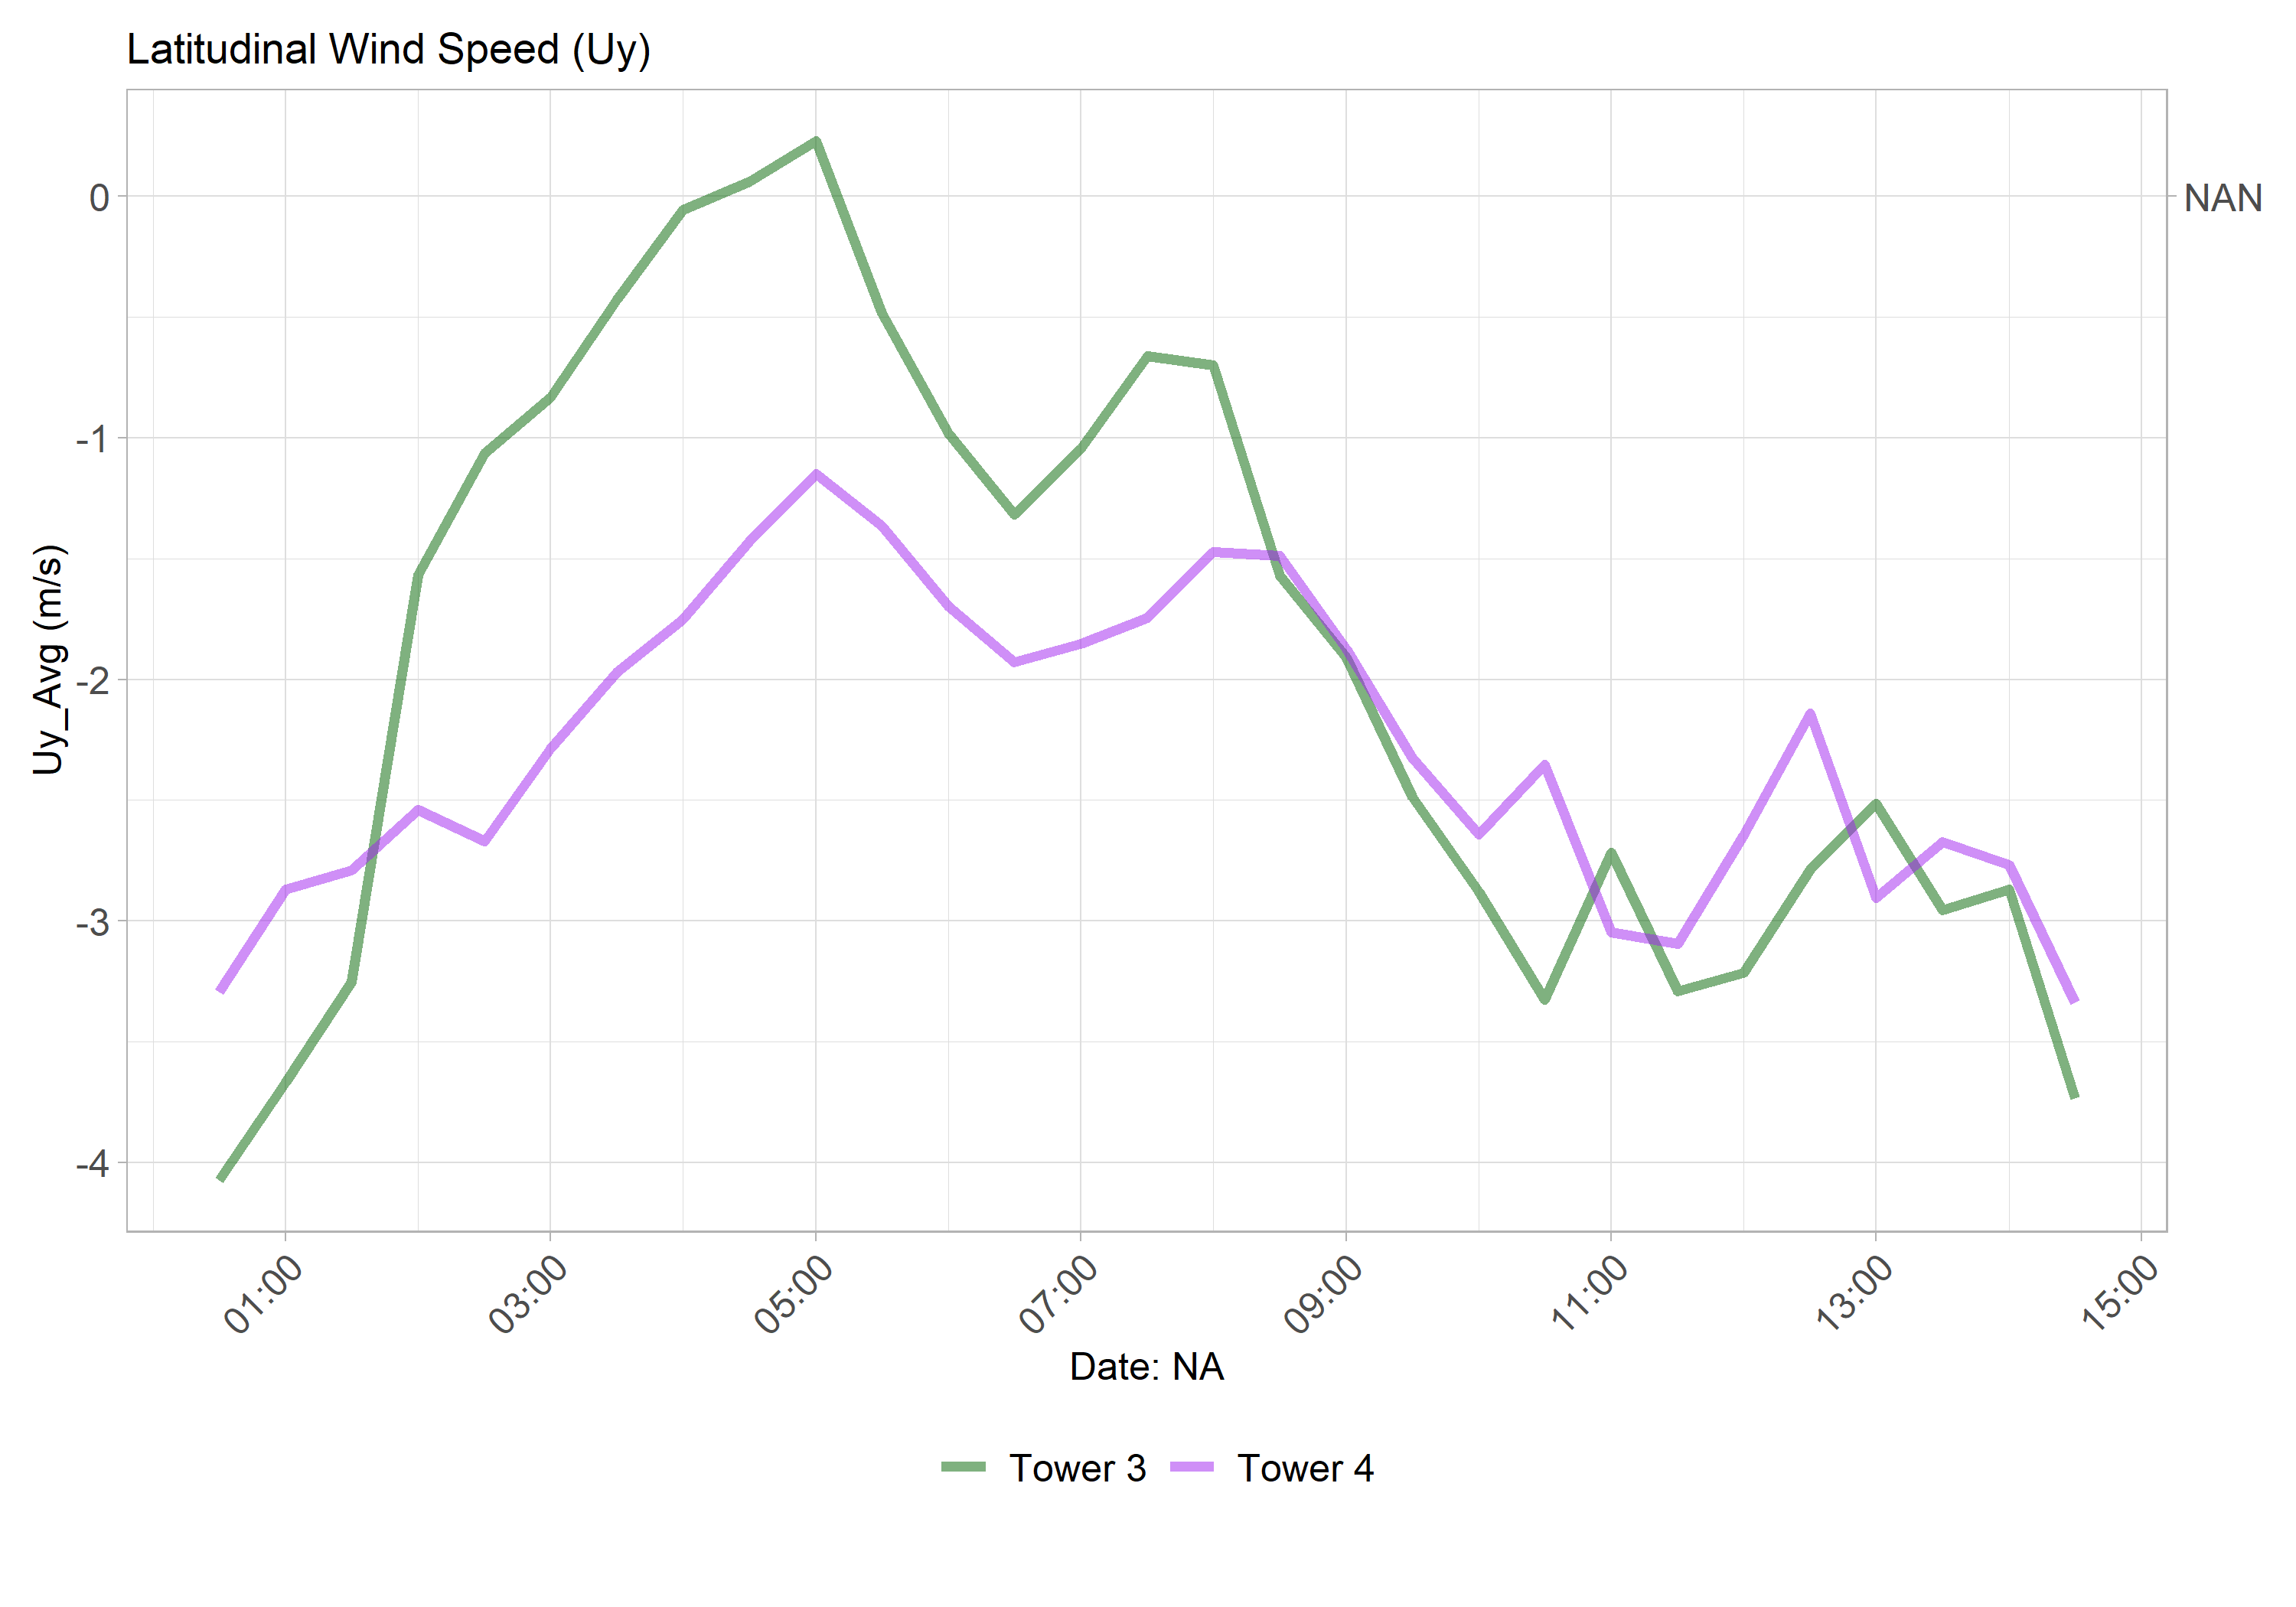 Latitudinal Wind Speed (Uy)
Uy_Avg (m/s)
0
-1
-2
-3
-4
NAN
01:00
03:00
05:00
07:00
09:00
11:00
13:00
15:00
Date: NA
Tower 3
Tower 4